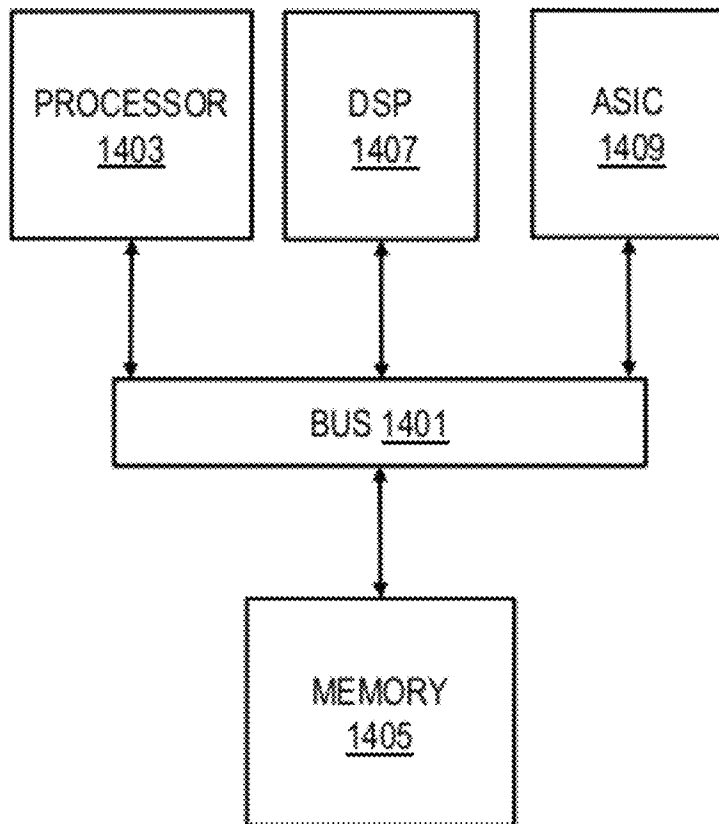 PROCESSOR
1403
DSP
1407
ASIC
1409
BUS 1401
MEMORY
1405